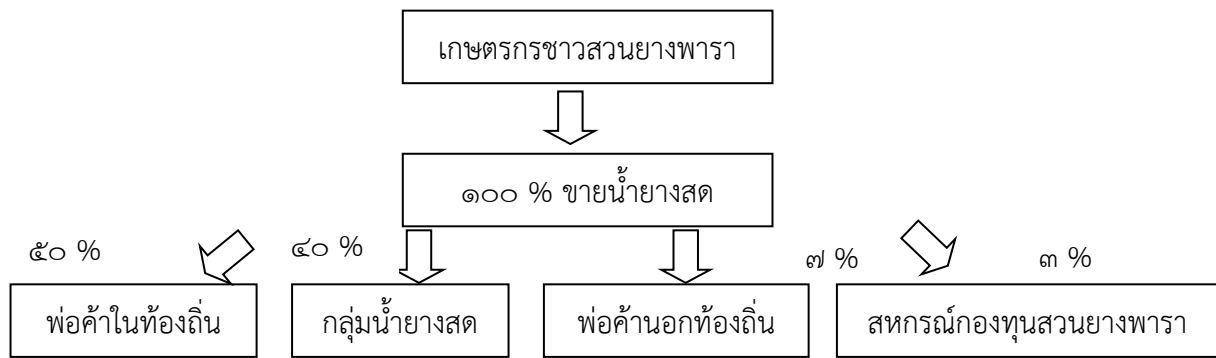 เกษตรกรชาวสวนยางพารา
๑๐๐ % ขายน้ำยางสด
๕๐ %
๔๐ %
๗ %
๓ %
พ่อค้าในท้องถิ่น
กลุ่มน้ำยางสด
พ่อค้านอกท้องถิ่น
สหกรณ์กองทุนสวนยางพารา